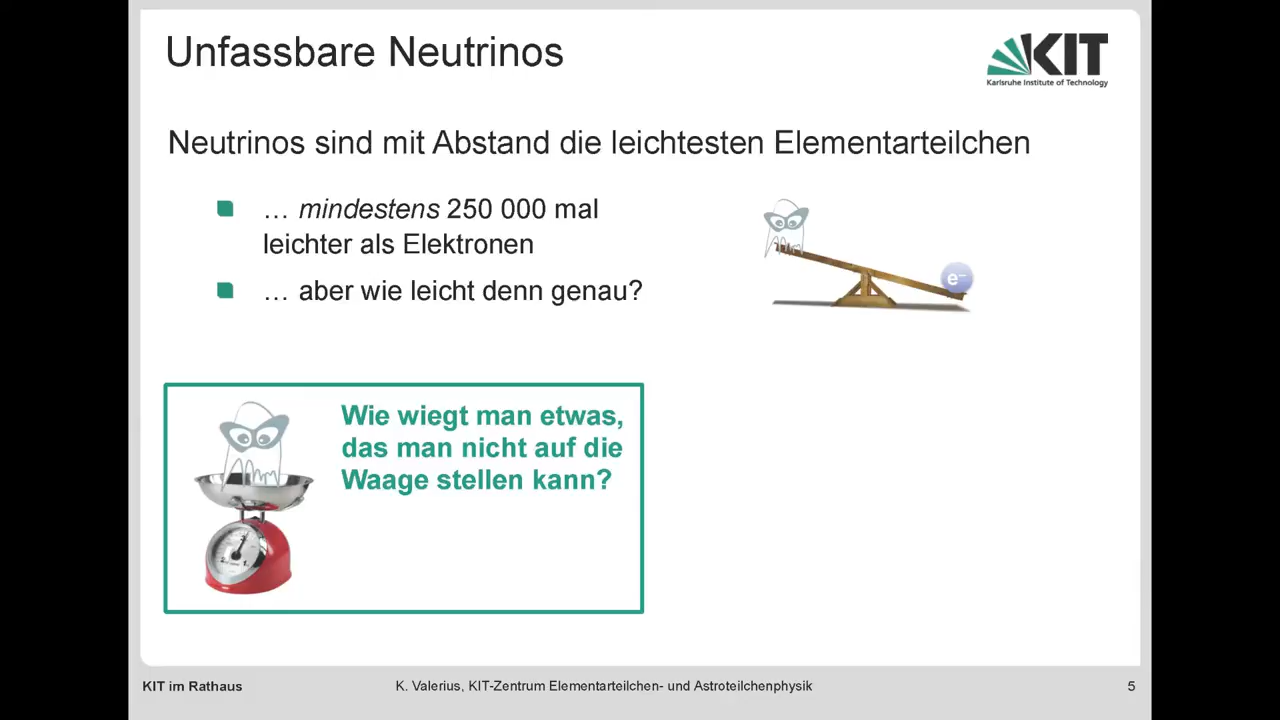 Unfassbare Neutrinos
KIT
Karlsruhe Institute of Technology
Neutrinos sind mit Abstand die leichtesten Elementarteilchen
… mindestens 250 000 mal
leichter als Elektronen
… aber wie leicht denn genau?
e⁻
Wie wiegt man etwas,
das man nicht auf die
Waage stellen kann?
KIT im Rathaus
K. Valerius, KIT-Zentrum Elementarteilchen- und Astroteilchenphysik
5